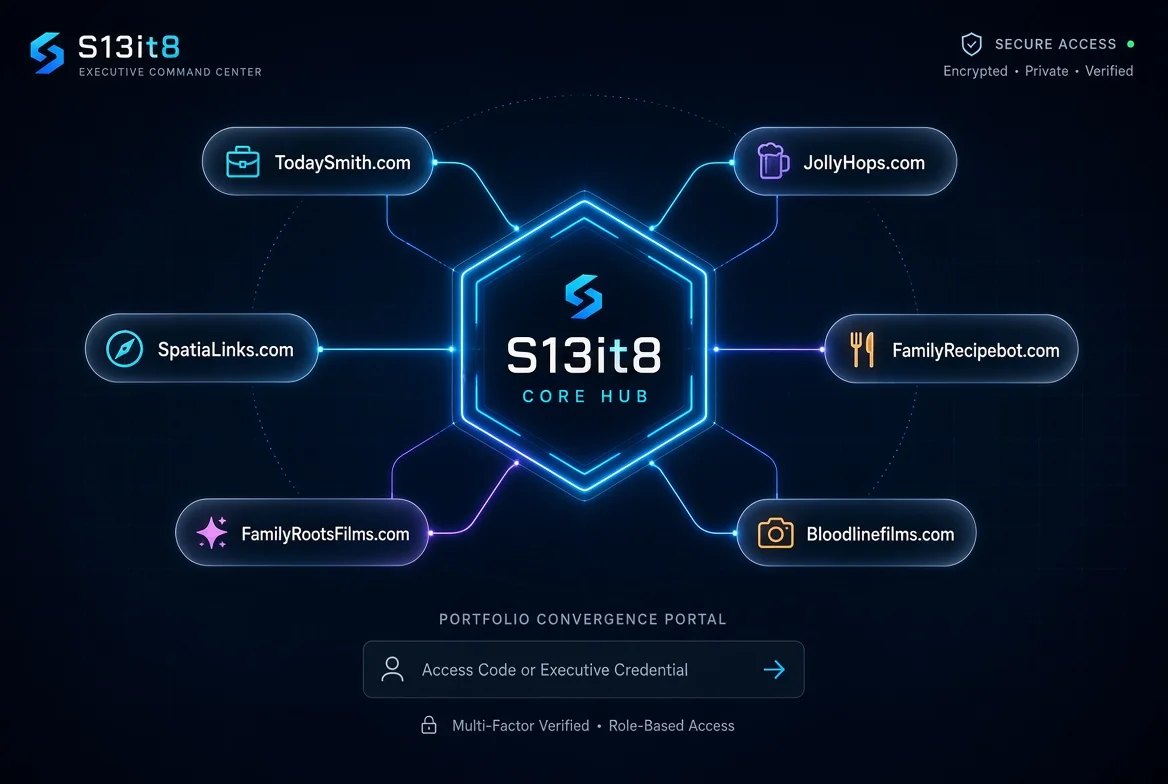 S13it8
EXECUTIVE COMMAND CENTER
SECURE ACCESS
Encrypted • Private • Verified
TodaySmith.com
JollyHops.com
SpatiaLinks.com
S13it8
CORE HUB
FamilyRecipebot.com
FamilyRootsFilms.com
Bloodlinefilms.com
PORTFOLIO CONVERGENCE PORTAL
Access Code or Executive Credential
Multi-Factor Verified • Role-Based Access